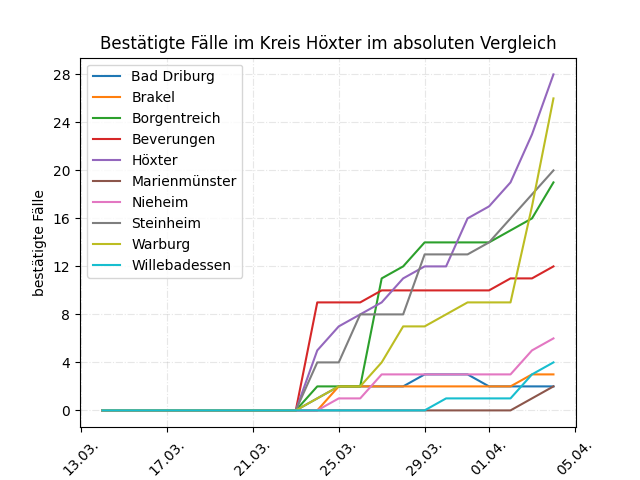 Bestätigte Fälle im Kreis Höxter im absoluten Vergleich
bestätigte Fälle
28
24
20
16
12
8
4
0
Bad Driburg
Brakel
Borgentreich
Beverungen
Höxter
Marienmünster
Nieheim
Steinheim
Warburg
Willebadessen
13.03.
17.03.
21.03.
25.03.
29.03.
01.04.
05.04.